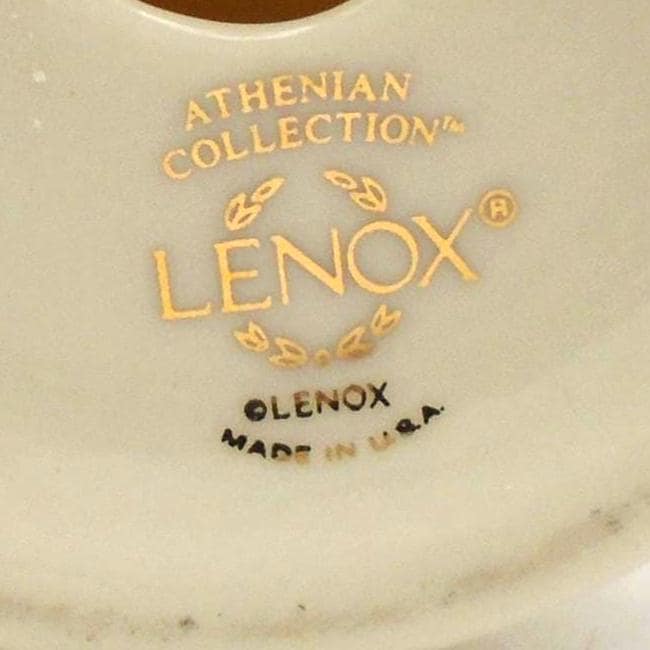 ATHENIAN
COLLECTION™
LENOX®
©LENOX
MADE IN U.S.A.